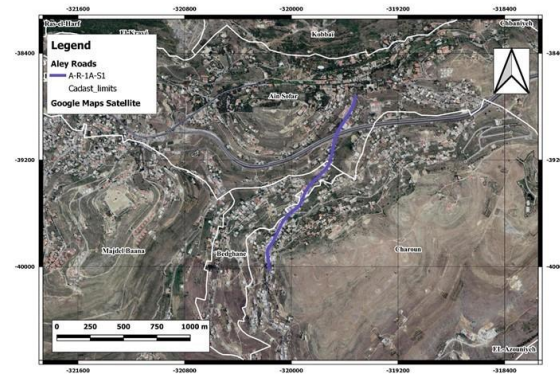 -321600
-320800
-320000
-319200
-318400
Ras-el-Harf
Kobbai
Chbaniyeh
Legend
Aley Roads
A-R-1A-S1
Cadast_limits
Google Maps Satellite
-38400
-38400
Ain Sofar
-39200
-39200
Majdel Baana
Bedghane
Charoun
-40000
-40000
0 250 500 750 1000 m
EL-Azouniyeh
-321600
-320800
-320000
-319200
-318400